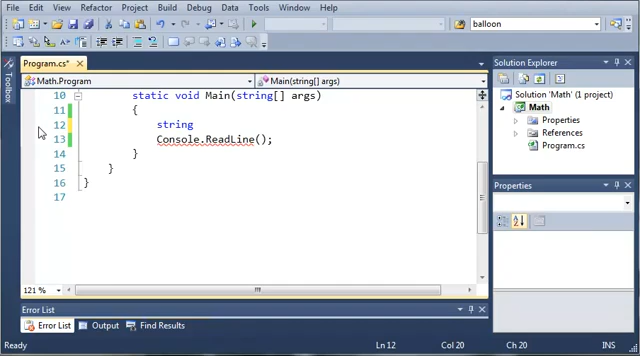 File Edit View Refactor Project Build Debug Data Tools Test Window Help
balloon
Toolbox
Program.cs*
Math.Program
Main(string[] args)
10 static void Main(string[] args)
11 {
12 string
13 Console.ReadLine();
14 }
15 }
16 }
17
121 %
Solution Explorer
Solution 'Math' (1 project)
Math
Properties
References
Program.cs
Properties
Error List
Error List Output Find Results
Ready Ln 12 Col 20 Ch 20 INS